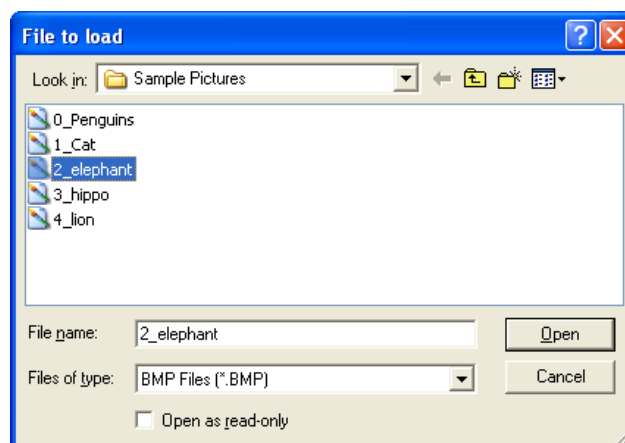 File to load
Look in: Sample Pictures
0_Penguins
1_Cat
2_elephant
3_hippo
4_lion
File name: 2_elephant Open
Files of type: BMP Files (*.BMP) Cancel
Open as read-only